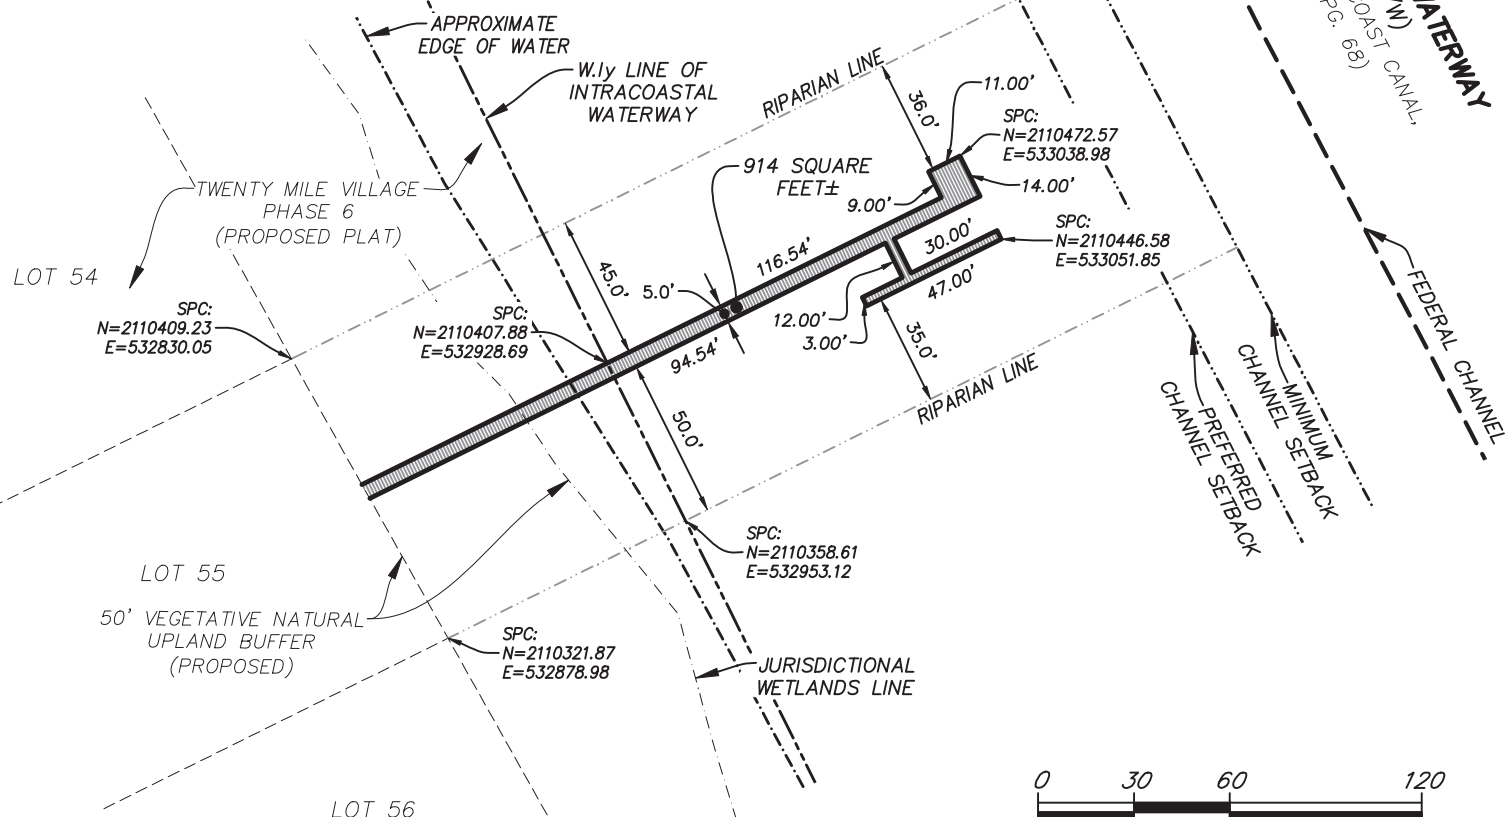 APPROXIMATE
EDGE OF WATER
W.ly LINE OF
INTRACOASTAL
WATERWAY
RIPARIAN LINE
36.0'
11.00'
SPC:
N=2110472.57
E=533038.98
14.00'
WATERWAY
COAST CANAL,
PG. 68)
914 SQUARE
FEET±
9.00'
TWENTY MILE VILLAGE
PHASE 6
(PROPOSED PLAT)
LOT 54
SPC:
N=2110409.23
E=532830.05
SPC:
N=2110407.88
E=532928.69
45.0'
5.0'
116.54'
94.54'
30.00'
47.00'
12.00'
3.00'
35.0'
SPC:
N=2110446.58
E=533051.85
FEDERAL CHANNEL
MINIMUM
CHANNEL SETBACK
PREFERRED
CHANNEL SETBACK
RIPARIAN LINE
50.0'
SPC:
N=2110358.61
E=532953.12
LOT 55
50' VEGETATIVE NATURAL
UPLAND BUFFER
(PROPOSED)
SPC:
N=2110321.87
E=532878.98
JURISDICTIONAL
WETLANDS LINE
LOT 56
0 30 60 120